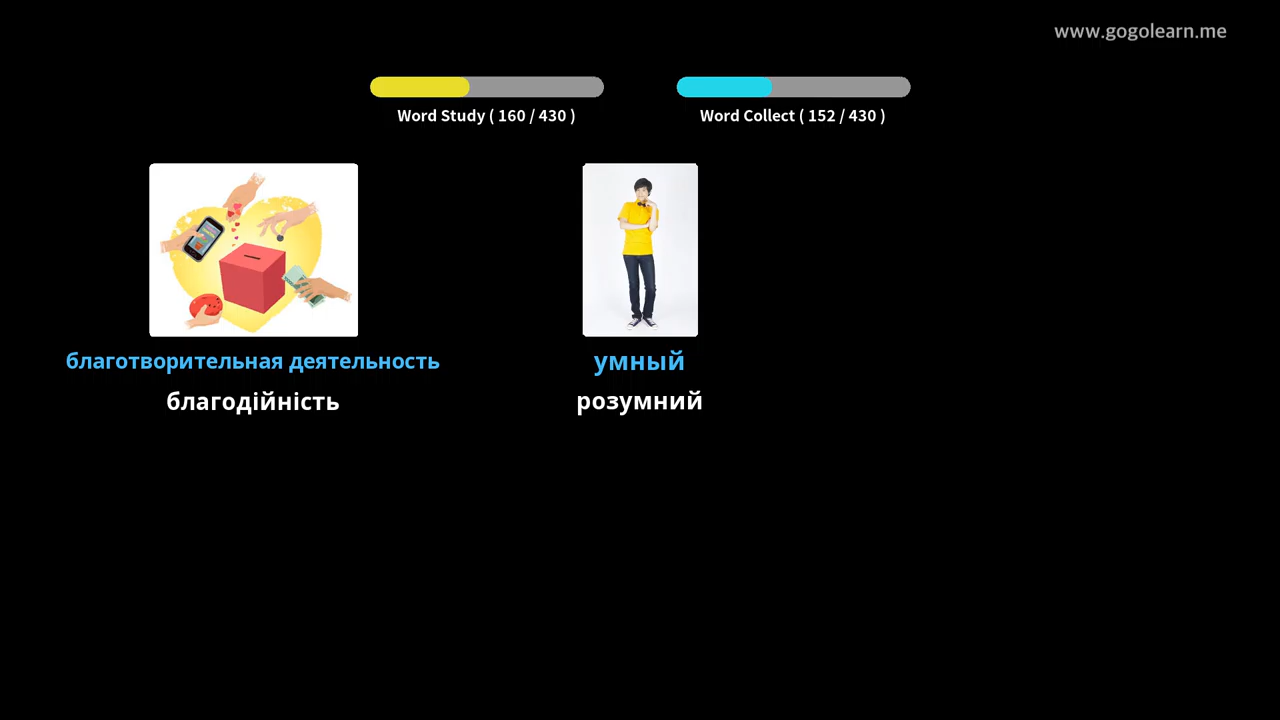 www.gogolearn.me
Word Study ( 160 / 430 )
Word Collect ( 152 / 430 )
благотворительная деятельность
умный
благодійність
розумний